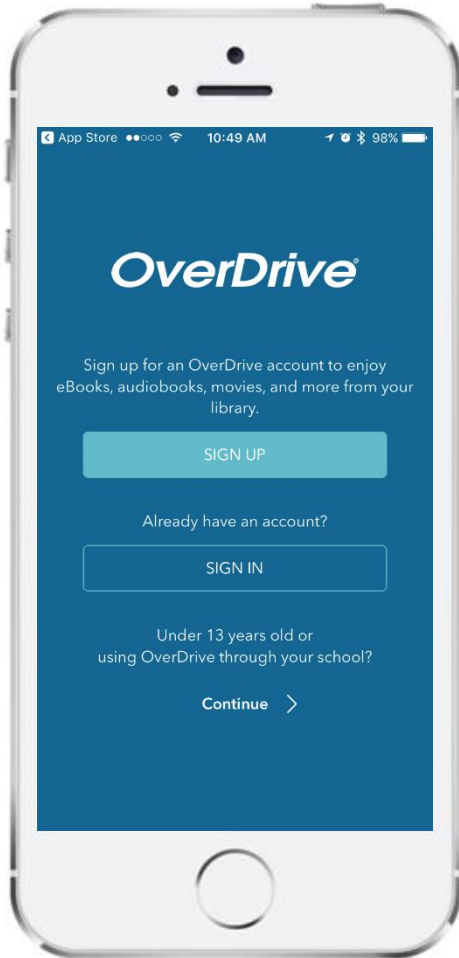 App Store 10:49 AM 98%
OverDrive®
Sign up for an OverDrive account to enjoy
eBooks, audiobooks, movies, and more from your
library.
SIGN UP
Already have an account?
SIGN IN
Under 13 years old or
using OverDrive through your school?
Continue